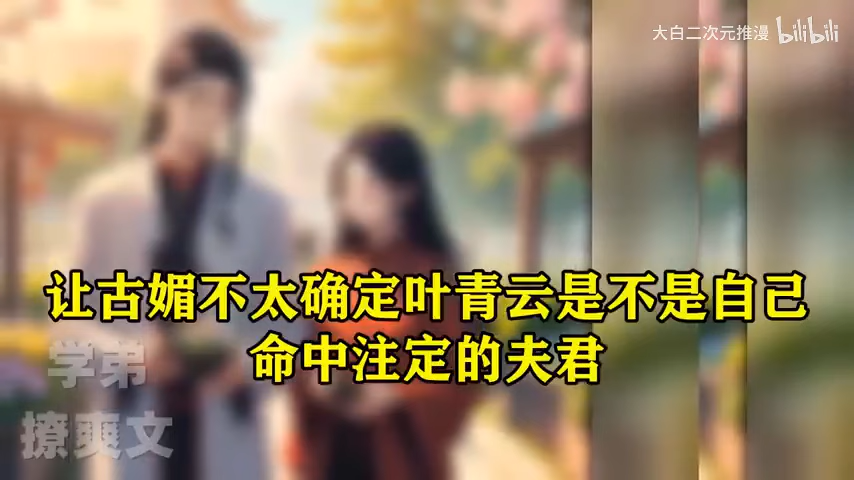 大白二次元推漫 bilibili
让古媚不太确定叶青云是不是自己
命中注定的夫君
学弟
撩爽文